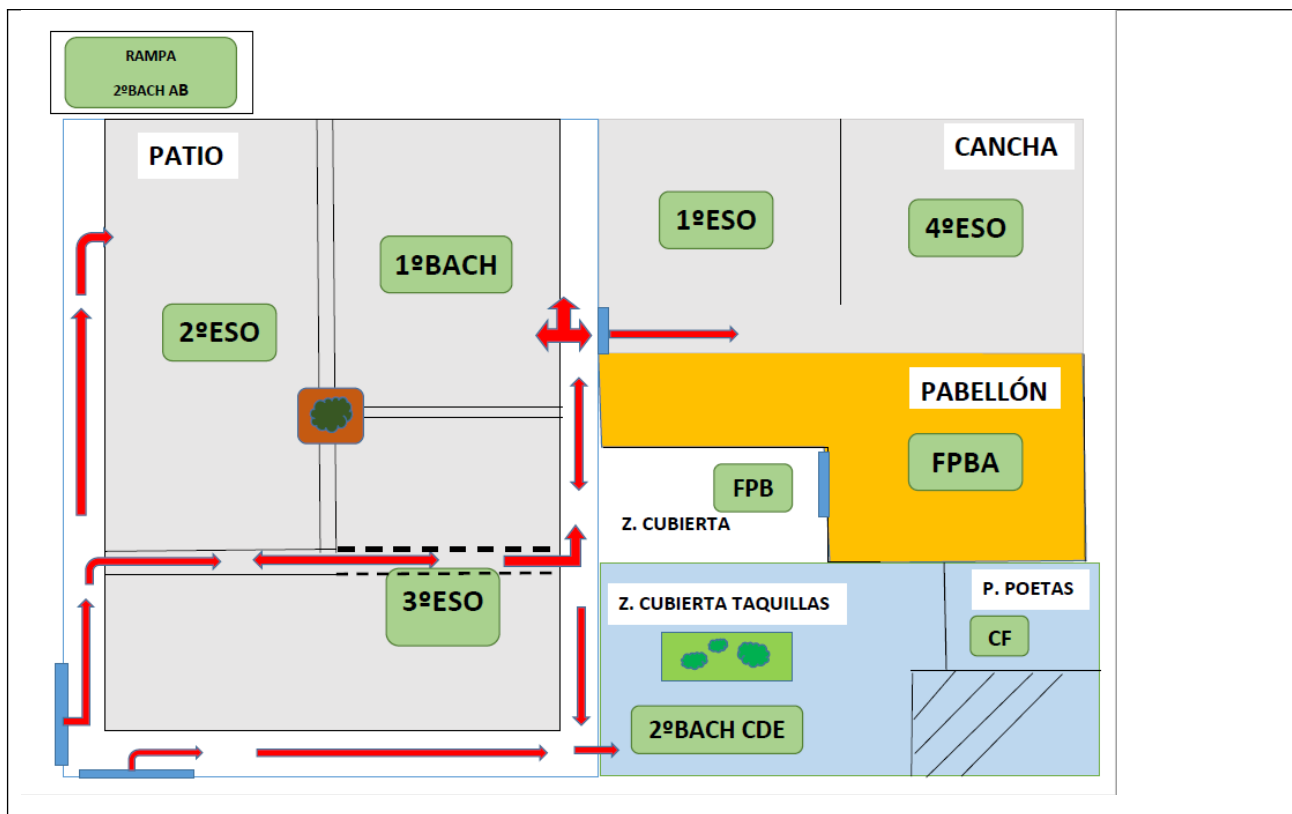 RAMPA
2ºBACH AB
PATIO
CANCHA
1ºESO
4ºESO
1ºBACH
2ºESO
PABELLÓN
FPBA
FPB
Z. CUBIERTA
3ºESO
Z. CUBIERTA TAQUILLAS
P. POETAS
CF
2ºBACH CDE